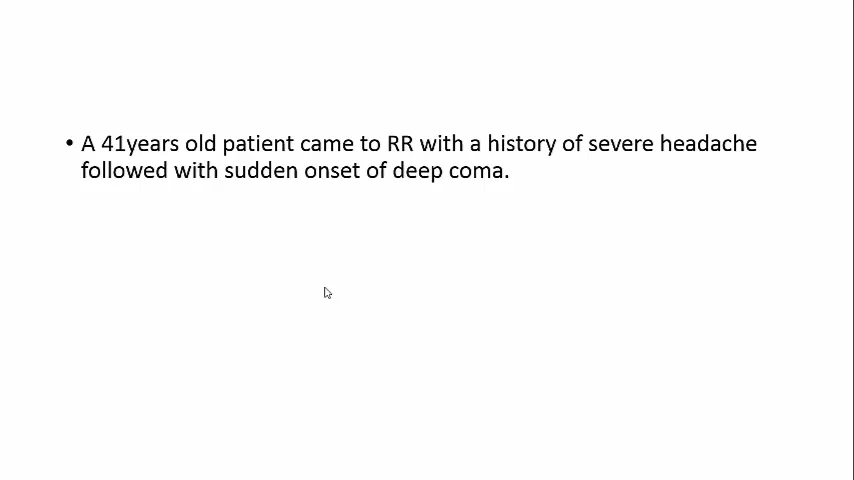 • A 41years old patient came to RR with a history of severe headache
followed with sudden onset of deep coma.